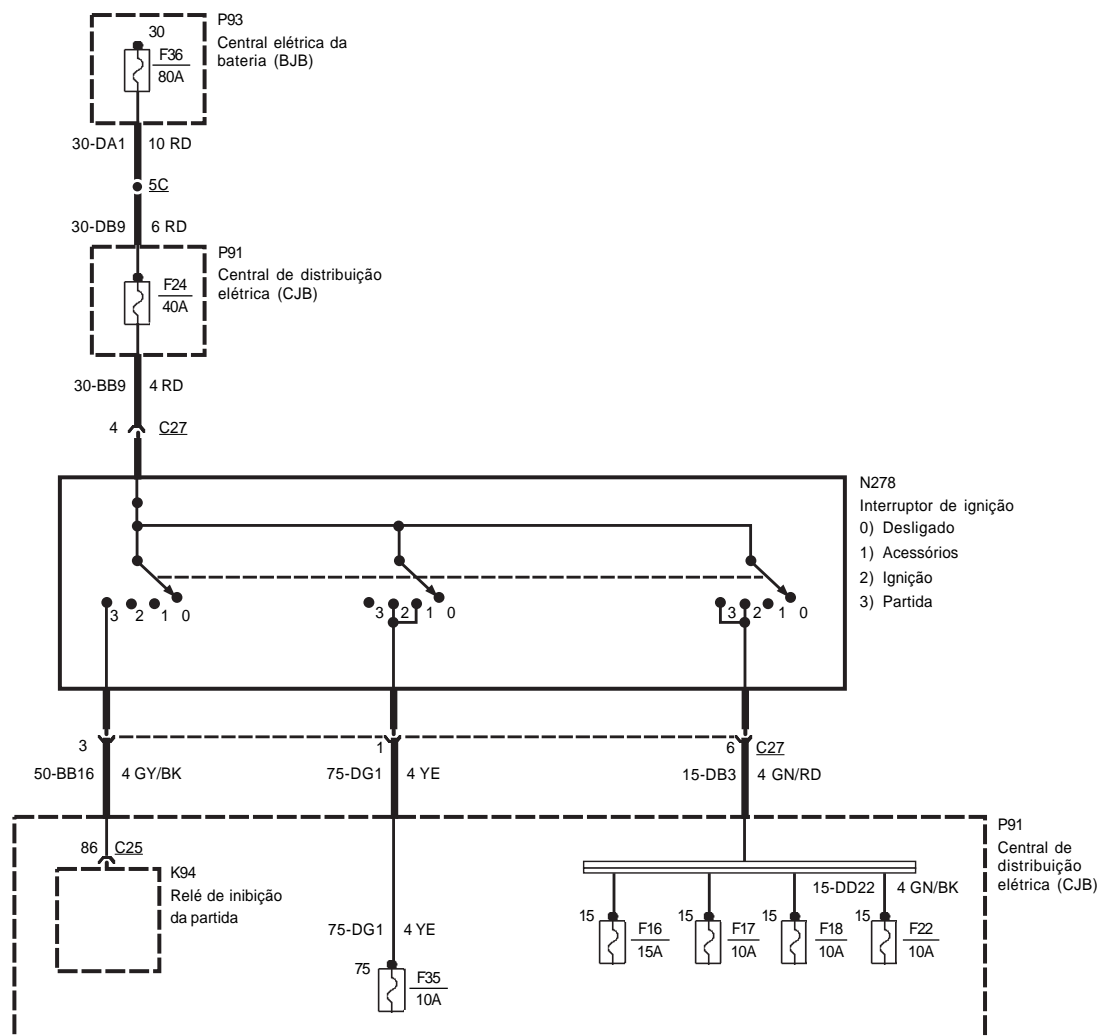 P93
Central elétrica da
bateria (BJB)
30
F36
80A
30-DA1 10 RD
5C
30-DB9 6 RD
P91
Central de distribuição
elétrica (CJB)
F24
40A
30-BB9 4 RD
4 C27
N278
Interruptor de ignição
0) Desligado
1) Acessórios
2) Ignição
3) Partida
3 2 1 0
3 2 1 0
3 2 1 0
3 1 6 C27
50-BB16 4 GY/BK 75-DG1 4 YE 15-DB3 4 GN/RD
P91
Central de
distribuição
elétrica (CJB)
86 C25
K94
Relé de inibição
da partida
15-DD22 4 GN/BK
75-DG1 4 YE
15 F16 15 F17 15 F18 15 F22
15A 10A 10A 10A
75 F35
10A